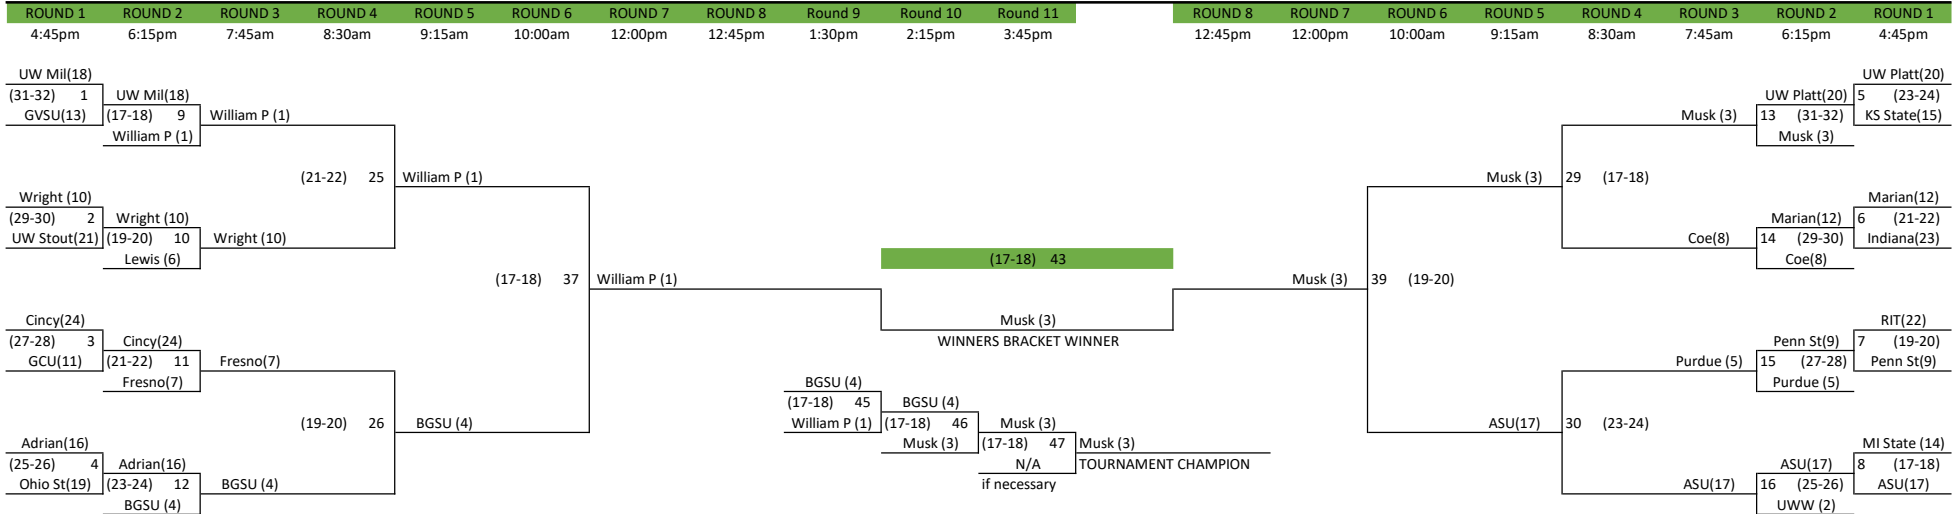 ROUND 1 ROUND 2 ROUND 3 ROUND 4 ROUND 5 ROUND 6 ROUND 7 ROUND 8 Round 9 Round 10 Round 11 ROUND 8 ROUND 7 ROUND 6 ROUND 5 ROUND 4 ROUND 3 ROUND 2 ROUND 1
4:45pm 6:15pm 7:45am 8:30am 9:15am 10:00am 12:00pm 12:45pm 1:30pm 2:15pm 3:45pm 12:45pm 12:00pm 10:00am 9:15am 8:30am 7:45am 6:15pm 4:45pm
UW Mil(18) UW Platt(20)
(31-32) 1 UW Mil(18) UW Platt(20) 5 (23-24)
GVSU(13) (17-18) 9 William P (1) Musk (3) 13 (31-32) KS State(15)
William P (1) Musk (3)
(21-22) 25 William P (1) Musk (3) 29 (17-18)
Wright (10) Marian(12)
(29-30) 2 Wright (10) Marian(12) 6 (21-22)
UW Stout(21) (19-20) 10 Wright (10) Coe(8) 14 (29-30) Indiana(23)
Lewis (6) (17-18) 43 Coe(8)
(17-18) 37 William P (1) Musk (3) 39 (19-20)
Cincy(24) Musk (3) RIT(22)
(27-28) 3 Cincy(24) WINNERS BRACKET WINNER Penn St(9) 7 (19-20)
GCU(11) (21-22) 11 Fresno(7) Purdue (5) 15 (27-28) Penn St(9)
Fresno(7) BGSU (4) Purdue (5)
(17-18) 45 BGSU (4)
(19-20) 26 BGSU (4) William P (1) (17-18) 46 Musk (3) ASU(17) 30 (23-24)
Adrian(16) Musk (3) (17-18) 47 Musk (3) MI State (14)
(25-26) 4 Adrian(16) N/A TOURNAMENT CHAMPION ASU(17) 8 (17-18)
Ohio St(19) (23-24) 12 BGSU (4) if necessary ASU(17) 16 (25-26) ASU(17)
BGSU (4) UWW (2)